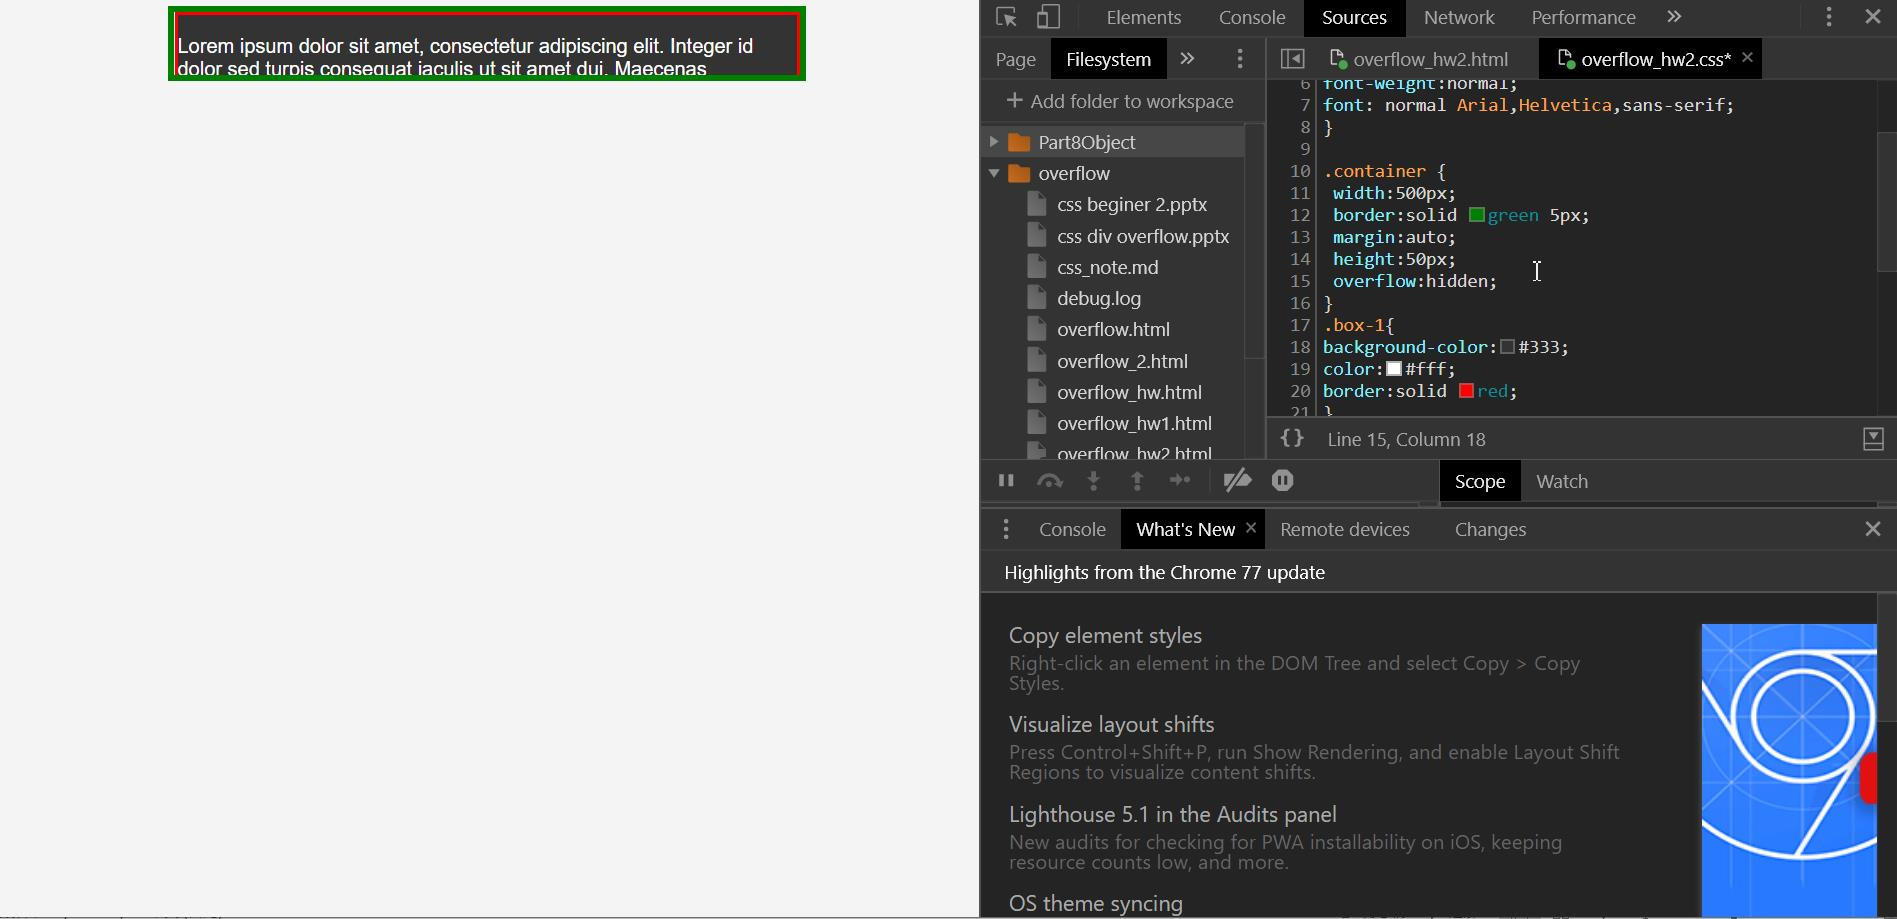 Lorem ipsum dolor sit amet, consectetur adipiscing elit. Integer id
dolor sed turpis consequat iaculis ut sit amet dui. Maecenas
Elements Console Sources Network Performance »
Page Filesystem » overflow_hw2.html overflow_hw2.css* ×
+ Add folder to workspace
Part8Object
overflow
css beginer 2.pptx
css div overflow.pptx
css_note.md
debug.log
overflow.html
overflow_2.html
overflow_hw.html
overflow_hw1.html
overflow_hw2.html
6 font-weight:normal;
7 font: normal Arial,Helvetica,sans-serif;
8 }
9
10 .container {
11 width:500px;
12 border:solid green 5px;
13 margin:auto;
14 height:50px;
15 overflow:hidden;
16 }
17 .box-1{
18 background-color:#333;
19 color:#fff;
20 border:solid red;
21 }
{} Line 15, Column 18
Scope Watch
Console What's New × Remote devices Changes
Highlights from the Chrome 77 update
Copy element styles
Right-click an element in the DOM Tree and select Copy > Copy
Styles.
Visualize layout shifts
Press Control+Shift+P, run Show Rendering, and enable Layout Shift
Regions to visualize content shifts.
Lighthouse 5.1 in the Audits panel
New audits for checking for PWA installability on iOS, keeping
resource counts low, and more.
OS theme syncing